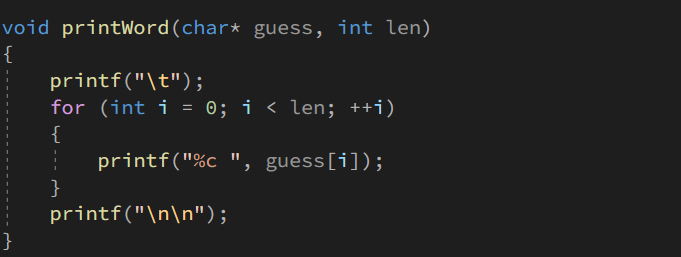 void printWord(char* guess, int len)
{
    printf("\t");
    for (int i = 0; i < len; ++i)
    {
        printf("%c ", guess[i]);
    }
    printf("\n\n");
}